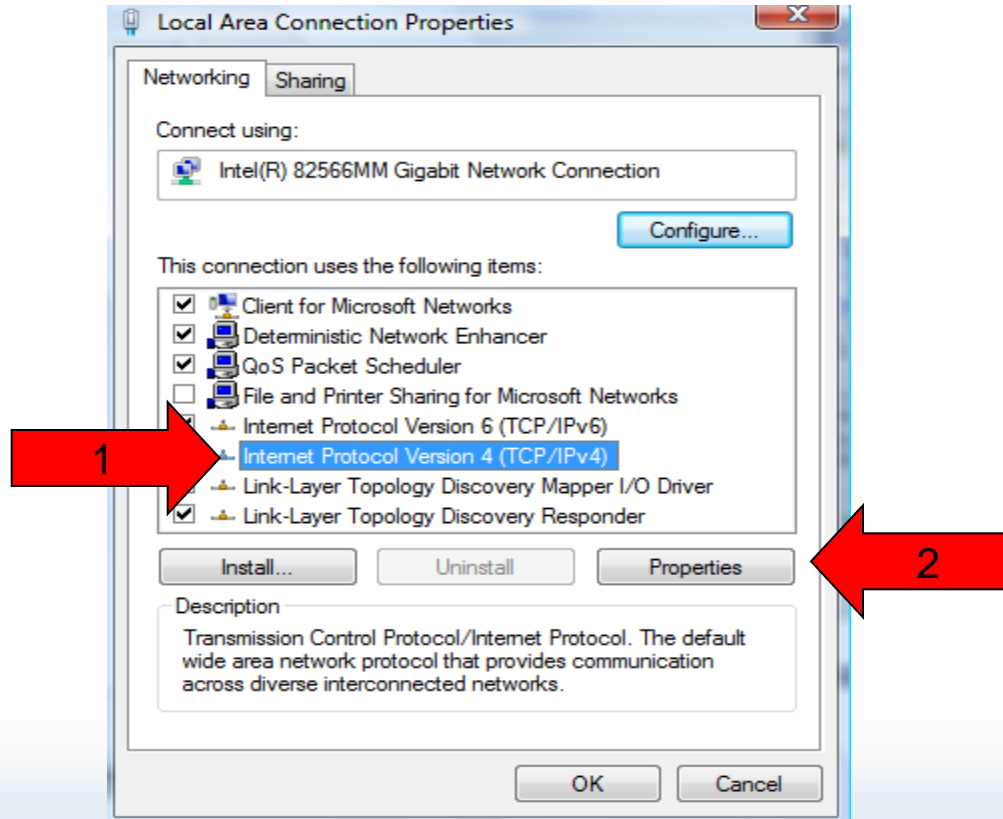 Local Area Connection Properties
X
Networking
Sharing
Connect using:
Intel(R) 82566MM Gigabit Network Connection
Configure...
This connection uses the following items:
Client for Microsoft Networks
Deterministic Network Enhancer
QoS Packet Scheduler
File and Printer Sharing for Microsoft Networks
Internet Protocol Version 6 (TCP/IPv6)
1
Internet Protocol Version 4 (TCP/IPv4)
Link-Layer Topology Discovery Mapper I/O Driver
Link-Layer Topology Discovery Responder
Install...
Uninstall
Properties
2
Description
Transmission Control Protocol/Internet Protocol. The default
wide area network protocol that provides communication
across diverse interconnected networks.
OK
Cancel